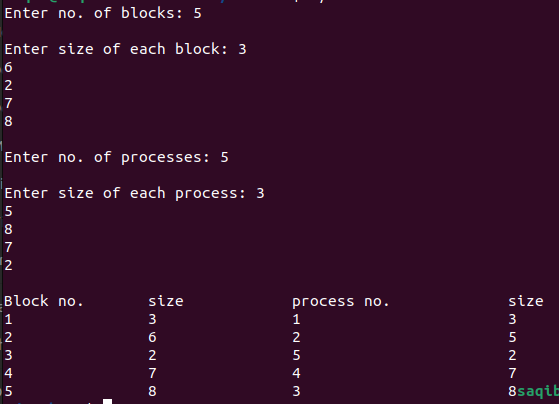 Enter no. of blocks: 5
Enter size of each block: 3
6
2
7
8
Enter no. of processes: 5
Enter size of each process: 3
5
8
7
2
Block no. size process no. size
1 3 1 3
2 6 2 5
3 2 5 2
4 7 4 7
5 8 3 8saqib